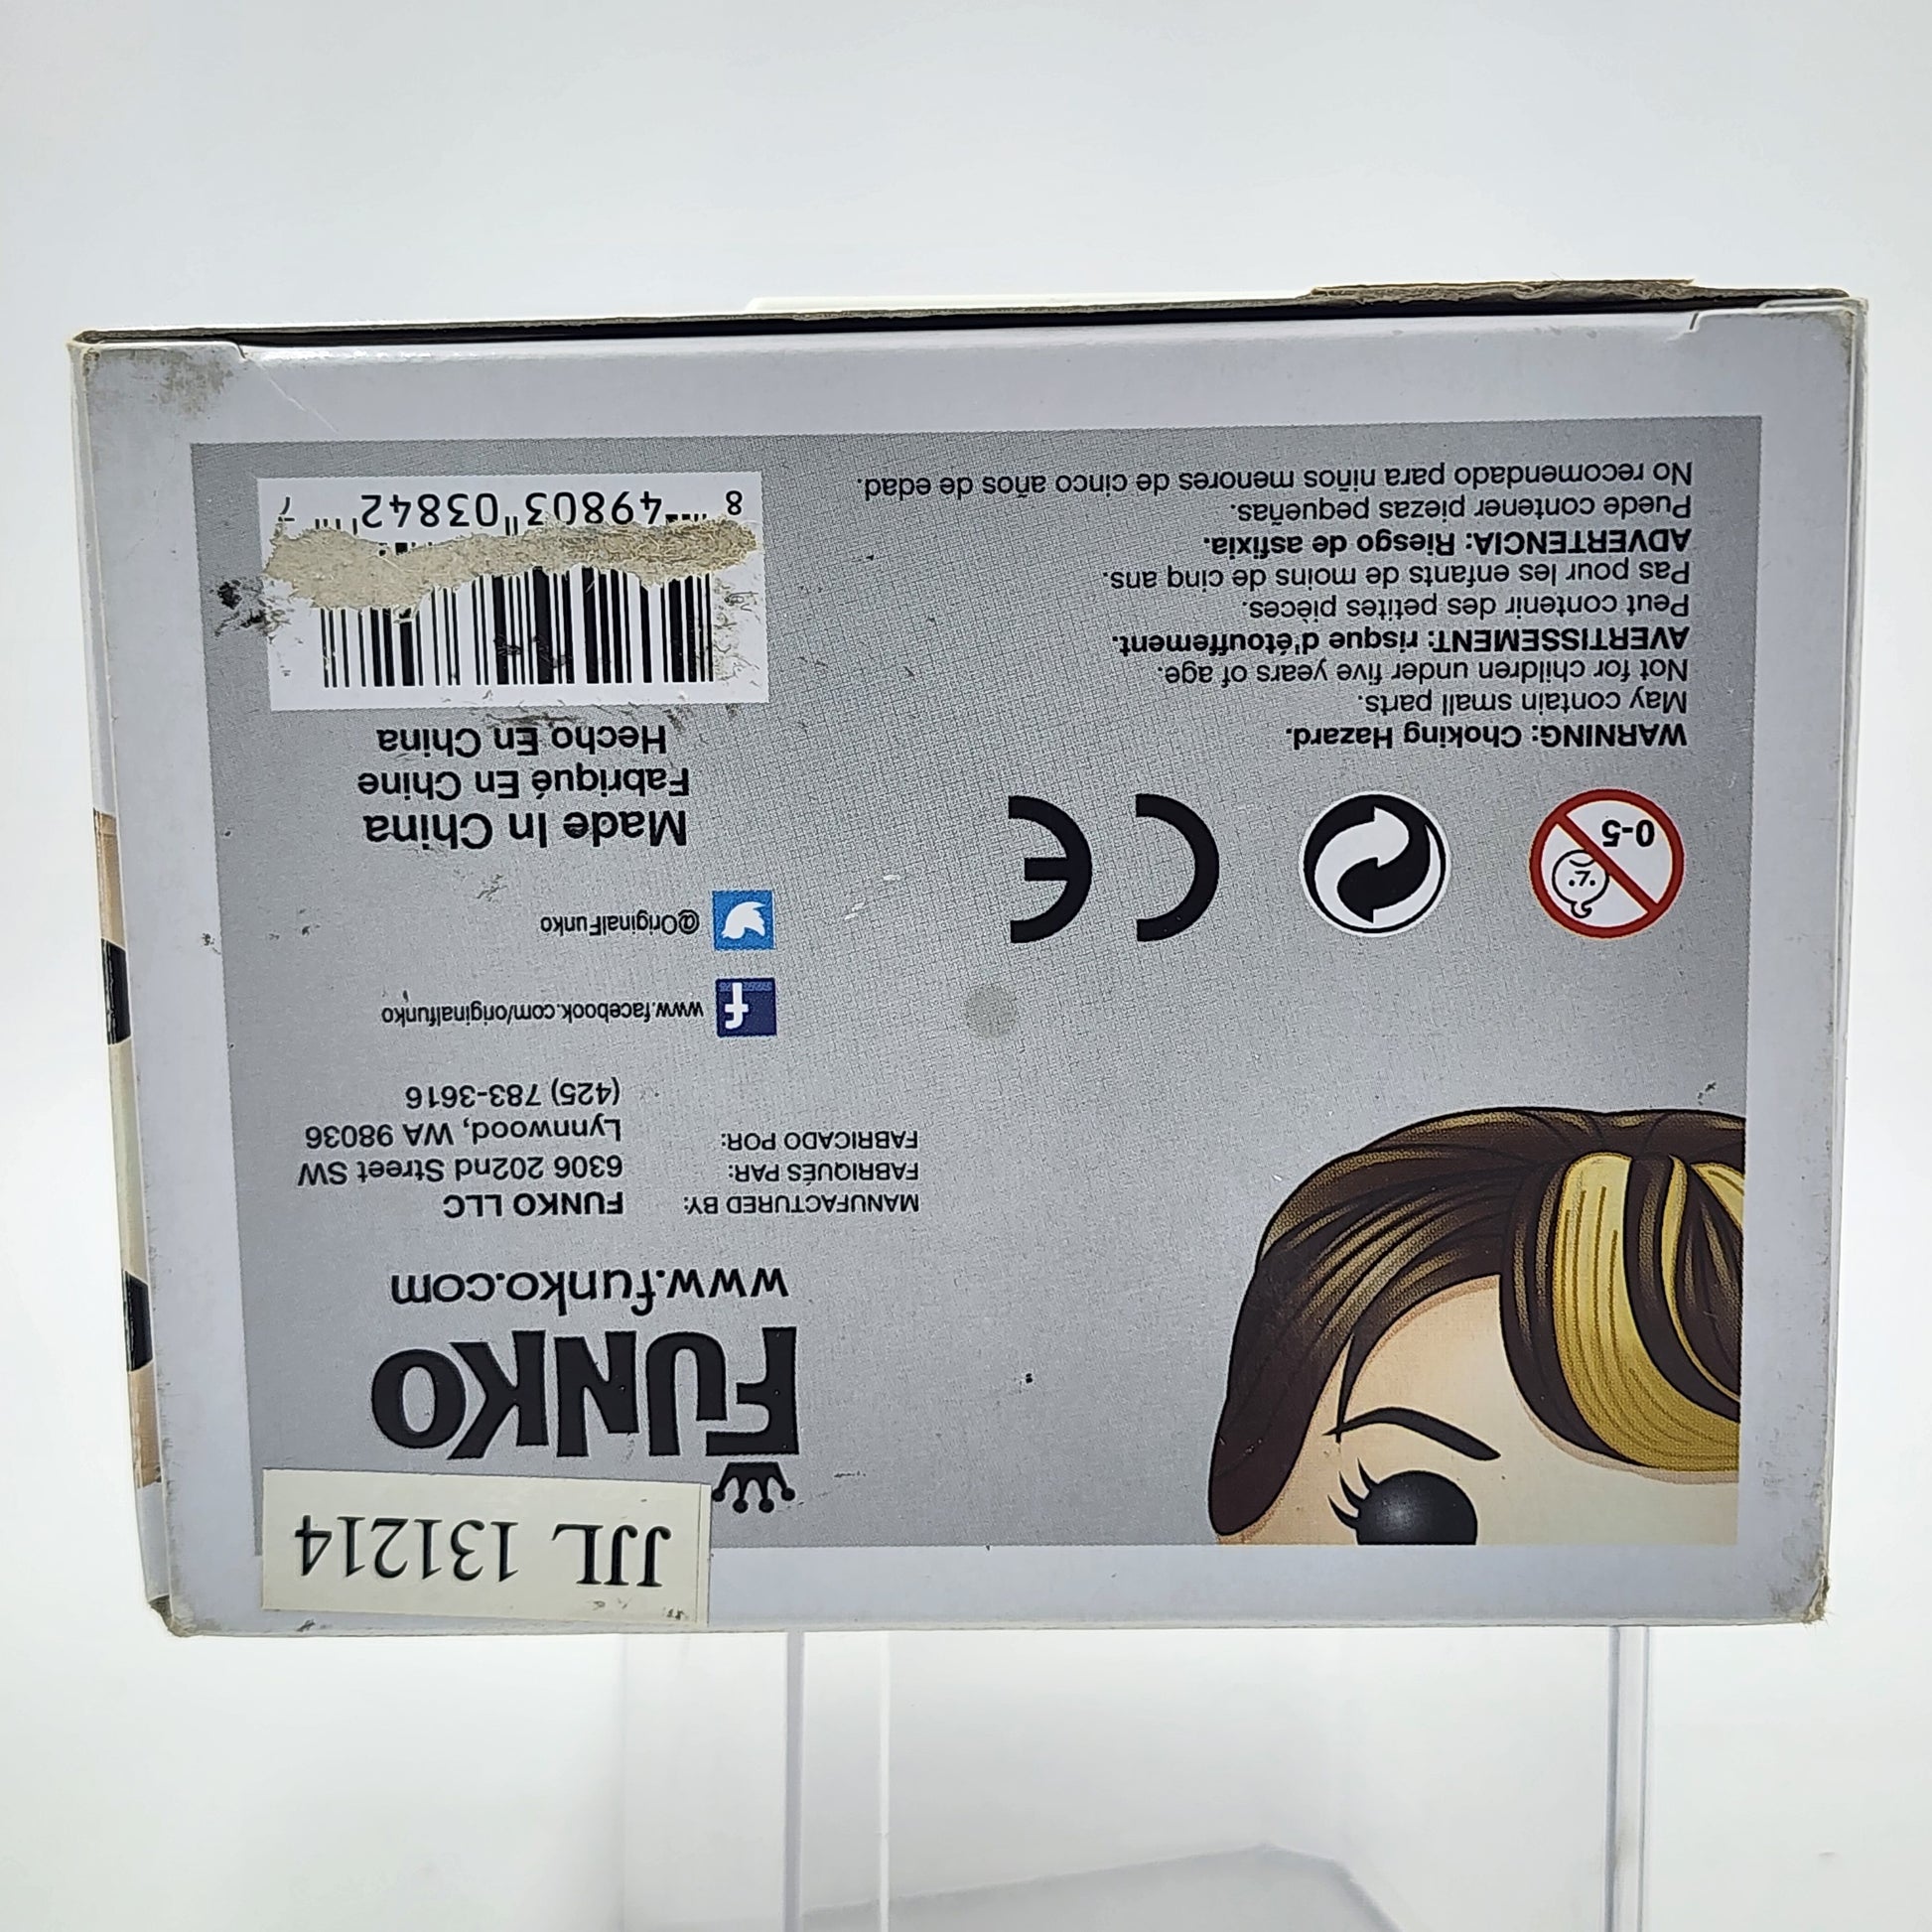 JJL 131214
FUNKO
www.funko.com
MANUFACTURED BY:
FABRIQUÉS PAR:
FABRICADO POR:
FUNKO LLC
6306 202nd Street SW
Lynnwood, WA 98036
(425) 783-3616
www.facebook.com/originalfunko
@OriginalFunko
0-5
CE
Made In China
Fabriqué En Chine
Hecho En China
WARNING: Choking Hazard.
May contain small parts.
Not for children under five years of age.
AVERTISSEMENT: risque d'étouffement.
Peut contenir des petites pièces.
Pas pour les enfants de moins de cinq ans.
ADVERTENCIA: Riesgo de asfixia.
Puede contener piezas pequeñas.
No recomendado para niños menores de cinco años de edad.
8 49803 03842 7